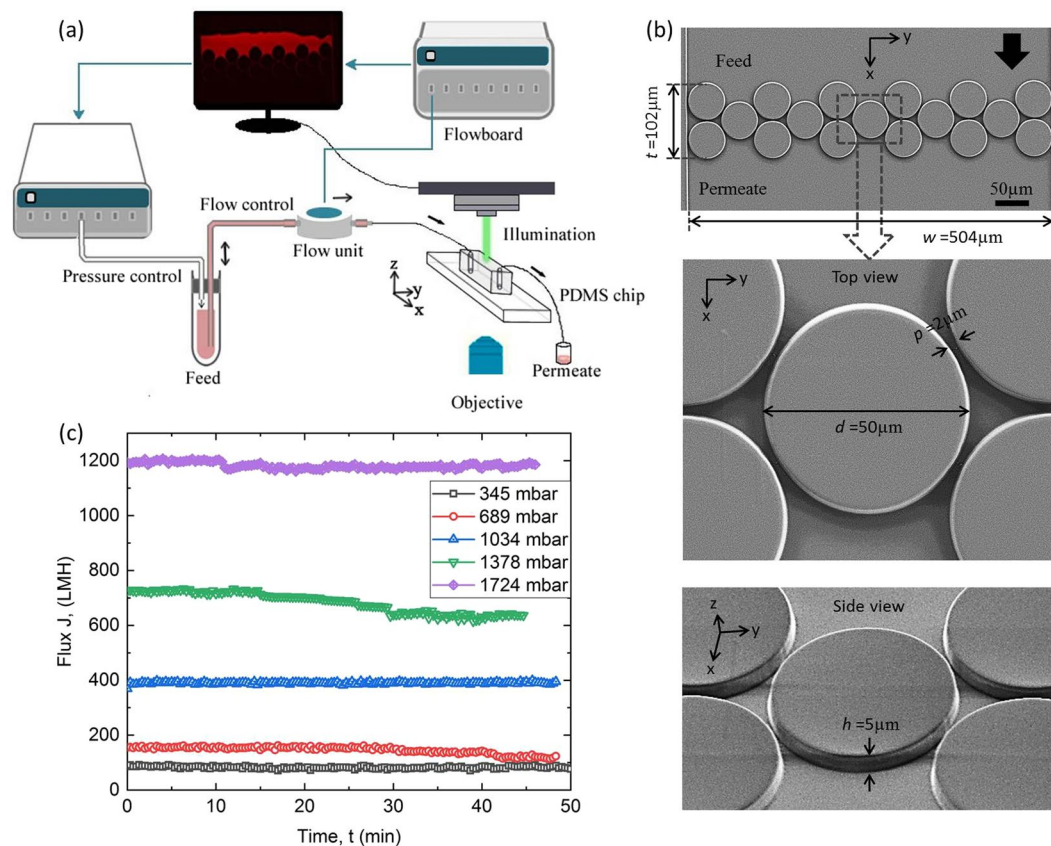 (a)
Flowboard
Flow control
Flow unit
Illumination
Pressure control
z
y
x
PDMS chip
Feed
Permeate
Objective
(b)
y
x
Feed
t =102μm
Permeate
50μm
w =504μm
Top view
y
x
p =2μm
d =50μm
Side view
z
y
x
h =5μm
(c)
Flux J, (LMH)
1200
1000
800
600
400
200
0
345 mbar
689 mbar
1034 mbar
1378 mbar
1724 mbar
0 10 20 30 40 50
Time, t (min)